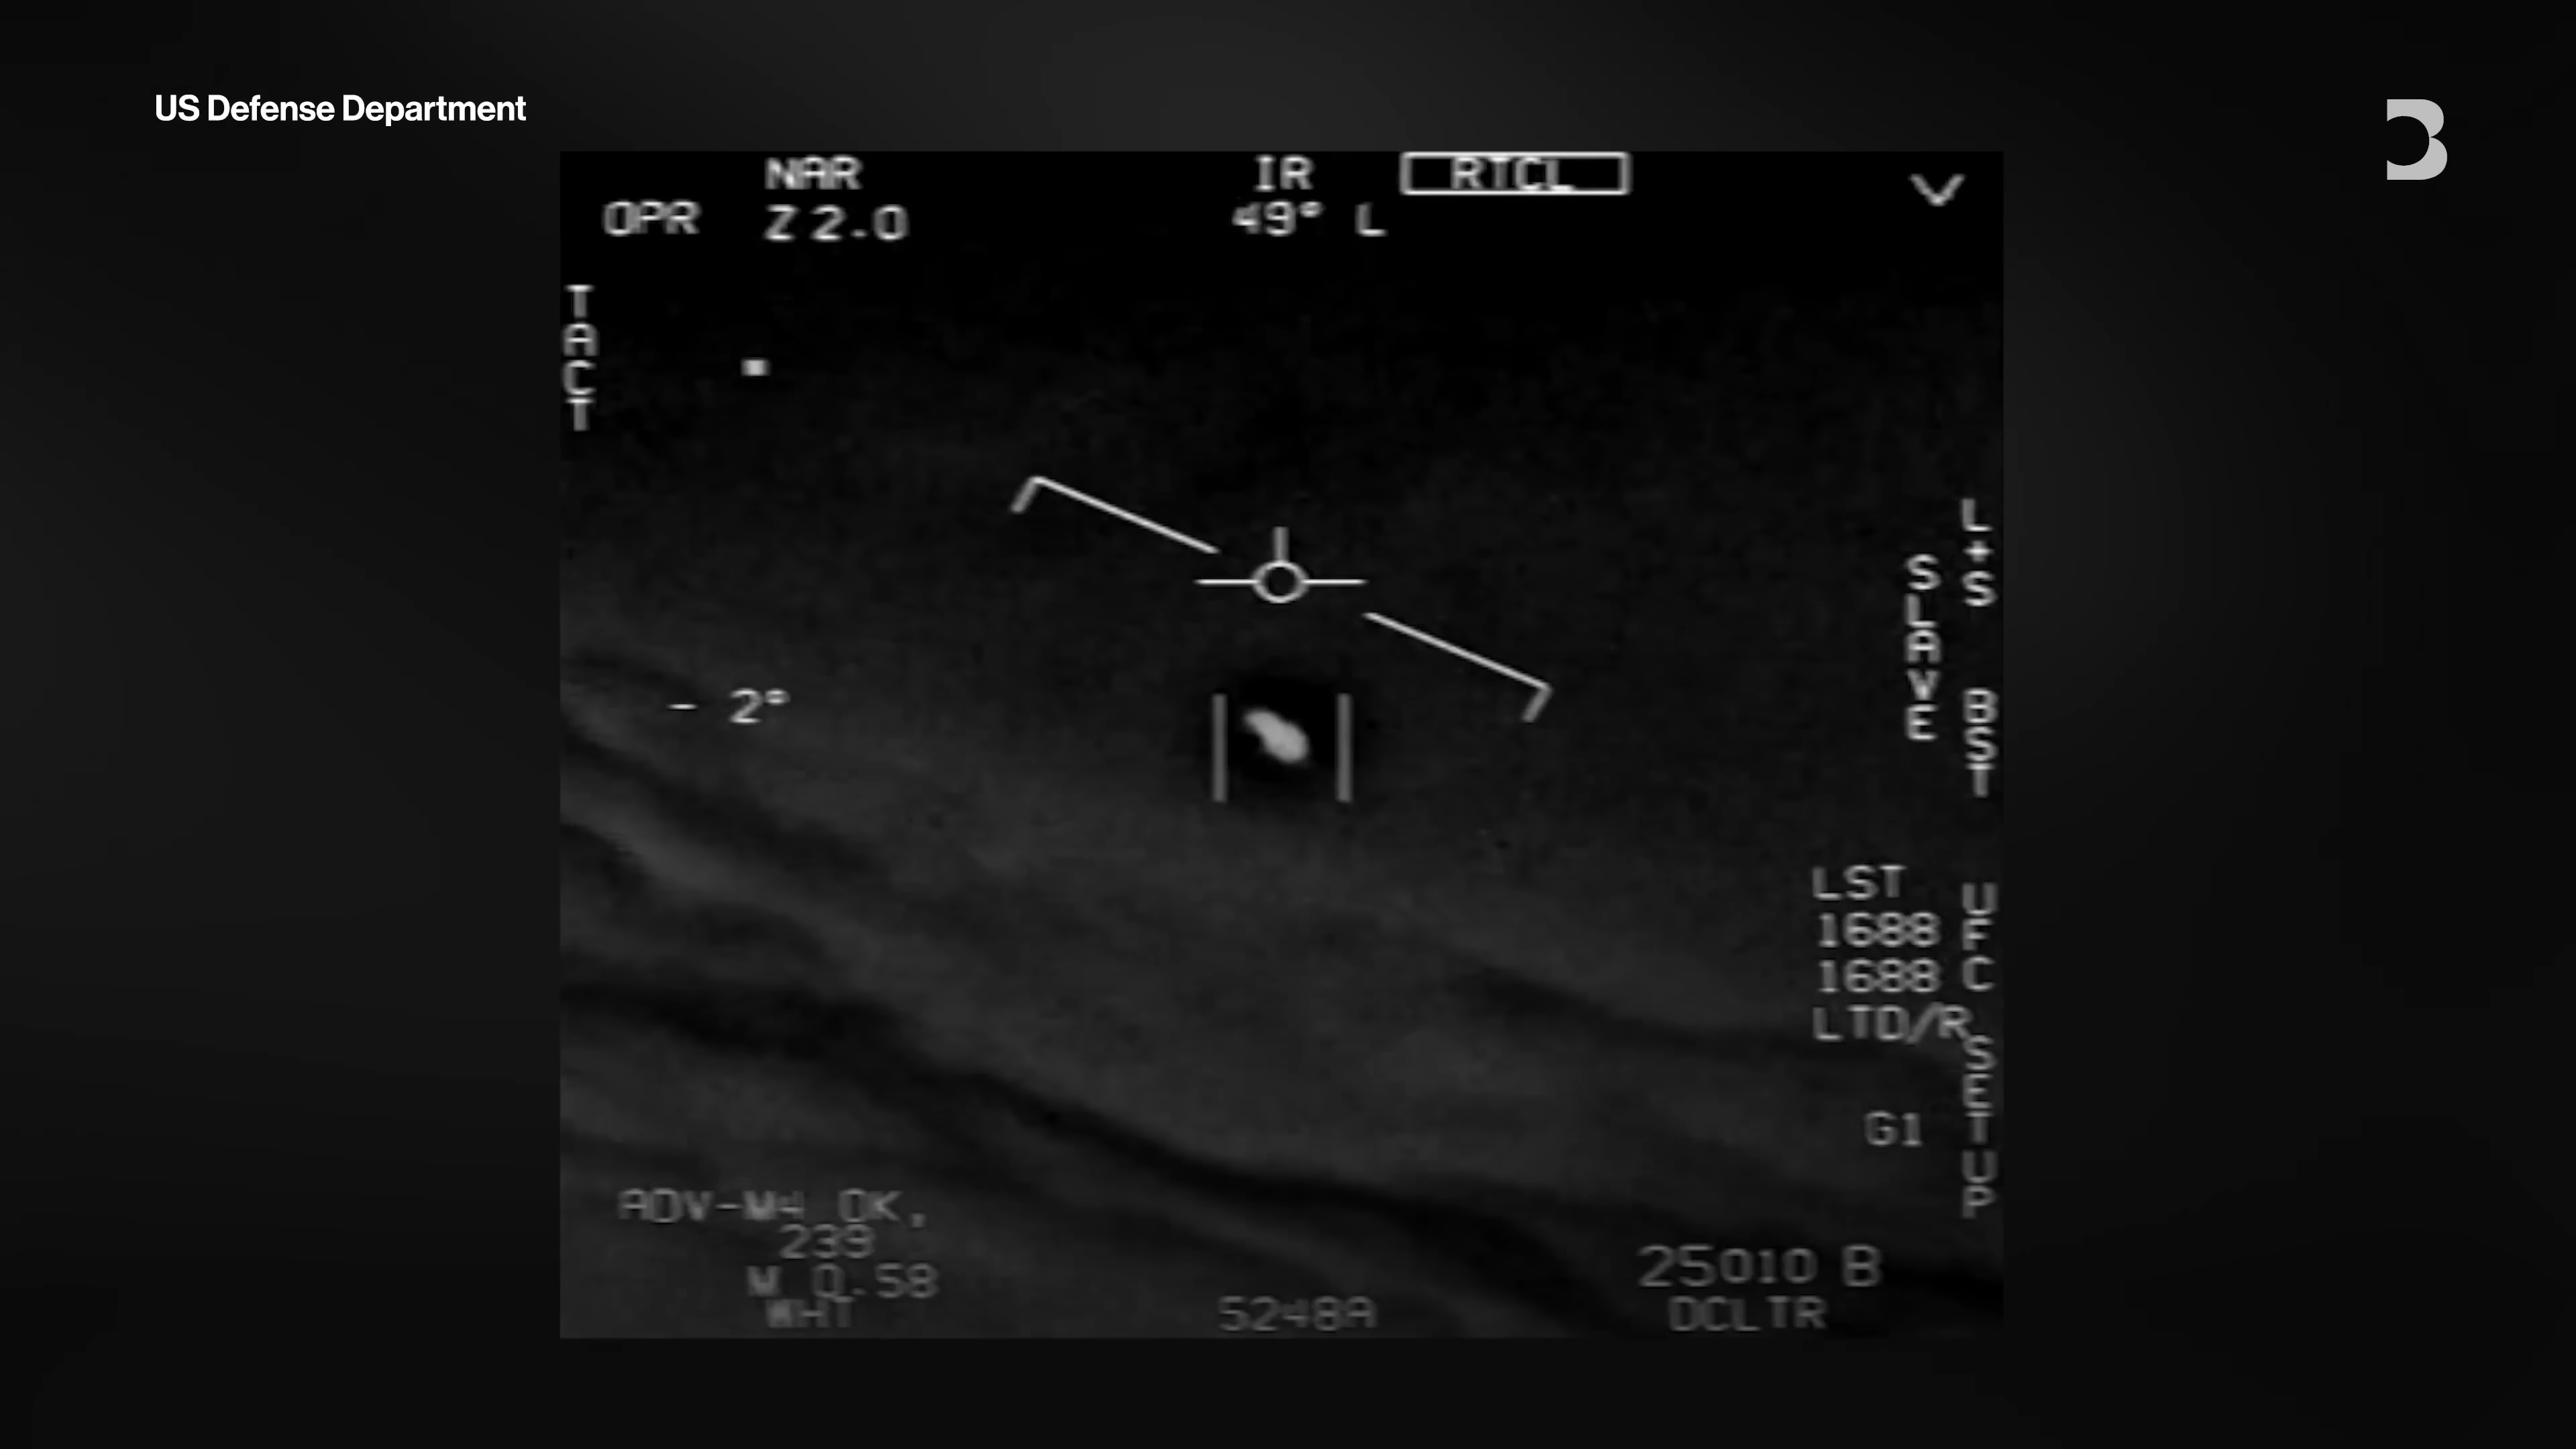 US Defense Department
NAR
IR
RTCL
OPR
Z 2.0
49° L
TACT
L+S
SLAVE
- 2°
BST
LST
1688
1688
LTD/R
UFC
SETUP
G1
ADV-M4 OK,
239
M 0.58
WHT
5248A
25010 B
DCLTR